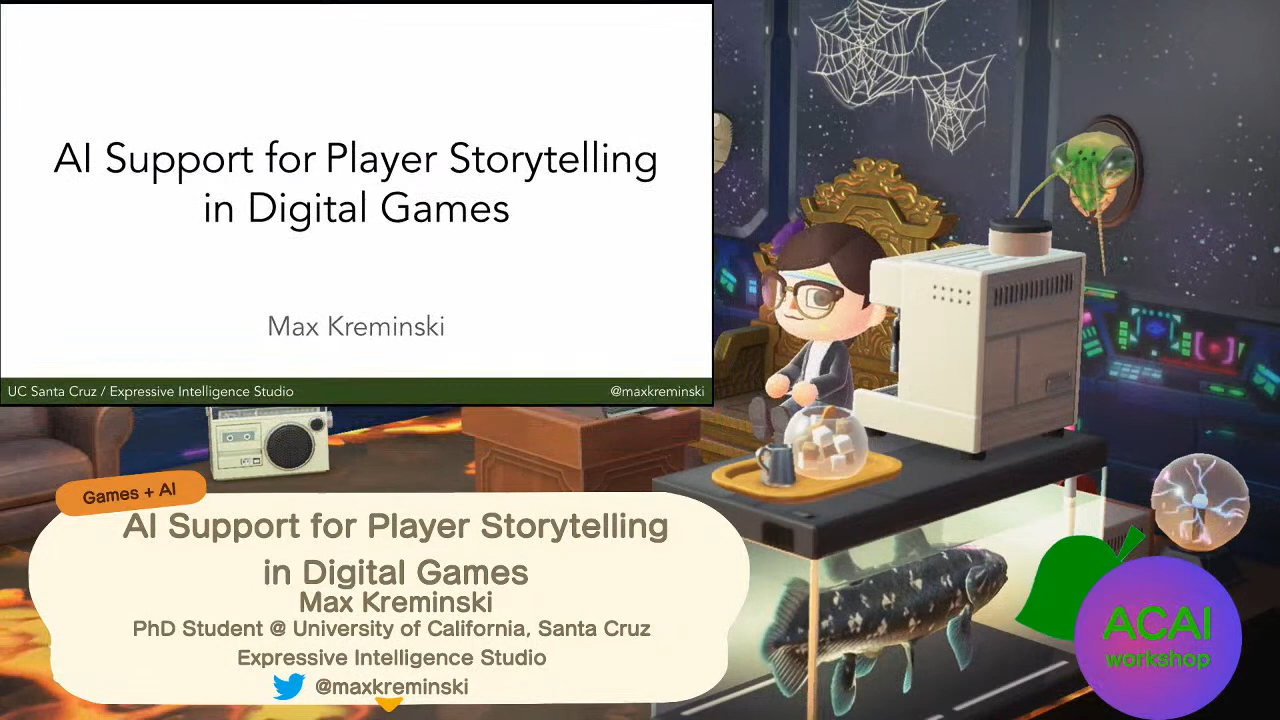 AI Support for Player Storytelling
in Digital Games
Max Kreminski
UC Santa Cruz / Expressive Intelligence Studio
@maxkreminski
Games + AI
AI Support for Player Storytelling
in Digital Games
Max Kreminski
PhD Student @ University of California, Santa Cruz
Expressive Intelligence Studio
@maxkreminski
ACAI
workshop